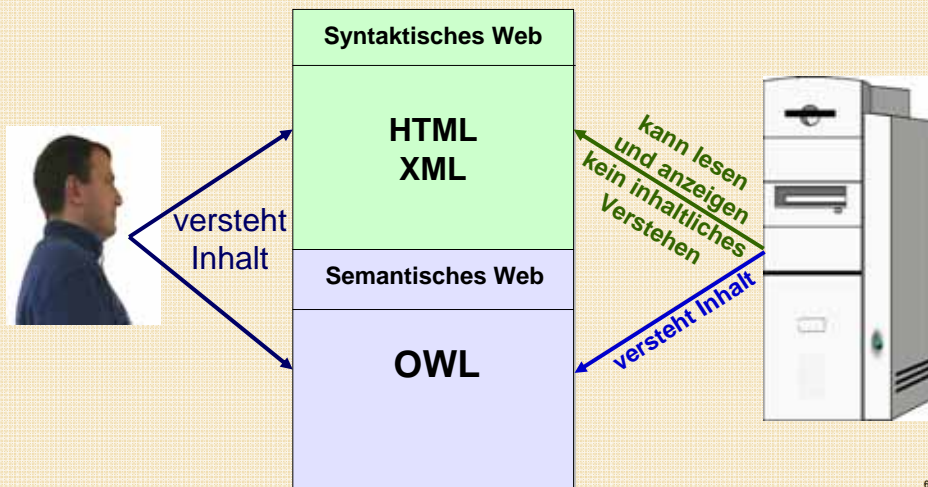 Syntaktisches Web
HTML
XML
versteht
Inhalt
kann lesen
und anzeigen
kein inhaltliches
Verstehen
Semantisches Web
OWL
versteht Inhalt